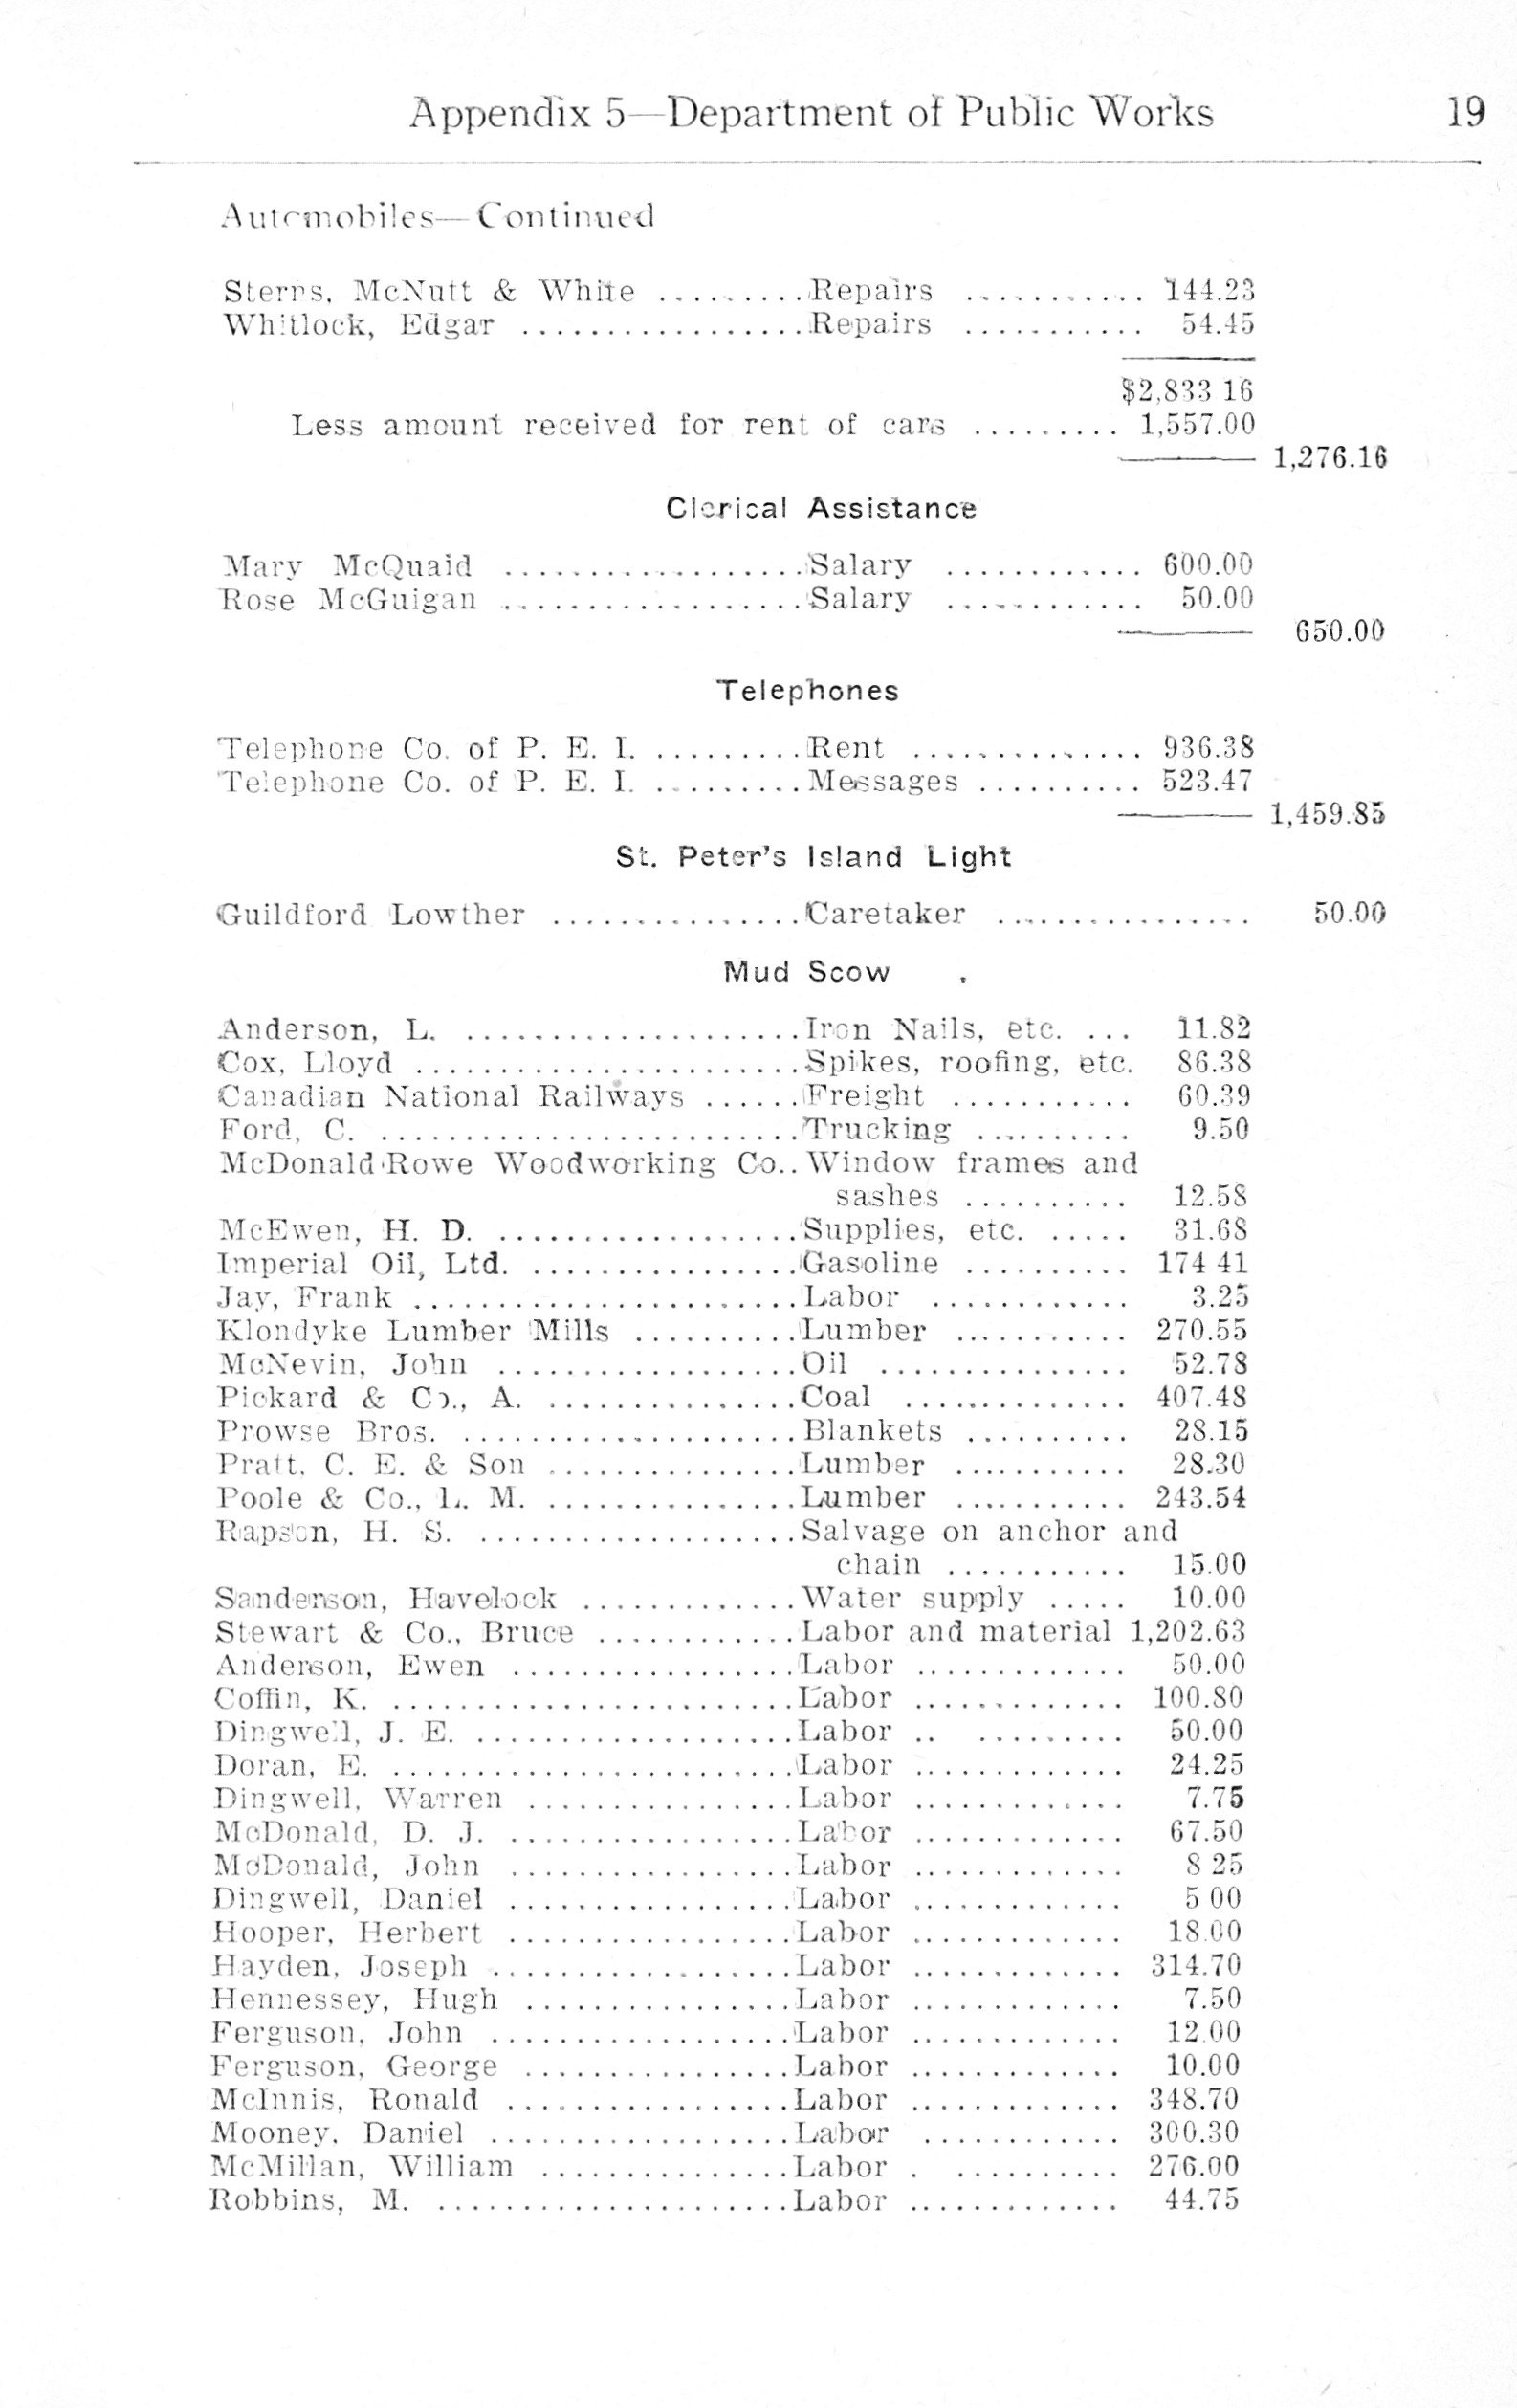 Appendix 5—Department of Public Works 19
Automobiles—Continued
Sterns, McNutt & White .........Repairs ........... 144.23
Whitlock, Edgar .................Repairs ........... 54.45
$2,833 16
Less amount received for rent of cars ......... 1,557.00
1,276.16
Clerical Assistance
Mary McQuaid ..................Salary ............ 600.00
Rose McGuigan ..................Salary ............ 50.00
650.00
Telephones
Telephone Co. of P. E. I. .........Rent .............. 936.38
Telephone Co. of P. E. I. .........Messages .......... 523.47
1,459.85
St. Peter's Island Light
Guildford Lowther ...............Caretaker ............... 50.00
Mud Scow
Anderson, L. ....................Iron Nails, etc. ... 11.82
Cox, Lloyd .......................Spikes, roofing, etc. 86.38
Canadian National Railways ......Freight ........... 60.39
Ford, C. .........................Trucking .......... 9.50
McDonald-Rowe Woodworking Co..Window frames and
sashes .......... 12.58
McEwen, H. D. ..................Supplies, etc. ..... 31.68
Imperial Oil, Ltd. ................Gasoline .......... 174 41
Jay, Frank .......................Labor ............ 3.25
Klondyke Lumber Mills ..........Lumber ........... 270.55
McNevin, John ..................Oil ............... 52.78
Pickard & Co., A. ...............Coal .............. 407.48
Prowse Bros. ....................Blankets .......... 28.15
Pratt, C. E. & Son ...............Lumber ........... 28.30
Poole & Co., L. M. ...............Lumber ........... 243.54
Rapson, H. S. ...................Salvage on anchor and
chain ........... 15.00
Sanderson, Havelock .............Water supply ..... 10.00
Stewart & Co., Bruce ............Labor and material 1,202.63
Anderson, Ewen .................Labor ............. 50.00
Coffin, K. ........................Labor ............. 100.80
Dingwell, J. E. ...................Labor .. ......... 50.00
Doran, E. ........................Labor ............. 24.25
Dingwell, Warren ................Labor ............. 7.75
McDonald, D. J. .................Labor ............. 67.50
McDonald, John .................Labor ............. 8 25
Dingwell, Daniel .................Labor ............. 5 00
Hooper, Herbert .................Labor ............. 18.00
Hayden, Joseph ..................Labor ............. 314.70
Hennessey, Hugh ................Labor ............. 7.50
Ferguson, John ..................Labor ............. 12.00
Ferguson, George ................Labor ............. 10.00
McInnis, Ronald .................Labor ............. 348.70
Mooney, Daniel ..................Labor ............ 300.30
McMillan, William ...............Labor . .......... 276.00
Robbins, M. .....................Labor ............. 44.75